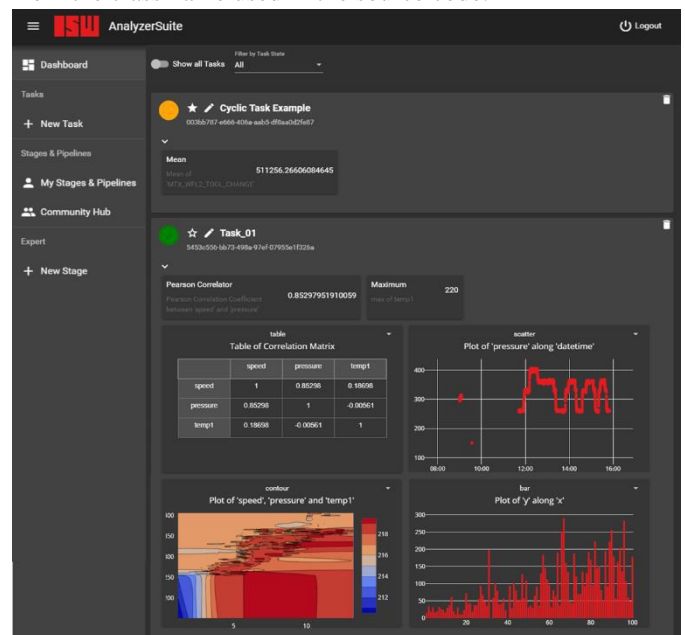 ISW AnalyzerSuite
Logout
Dashboard
Show all Tasks
Filter by Task State
All
Tasks
+ New Task
Stages & Pipelines
My Stages & Pipelines
Community Hub
Expert
+ New Stage
Cyclic Task Example
Mean
511256.26606084645
Mean of
'MTX_WFL2_TOOL_CHANGE'
Task_01
5453c556-bb73-498a-97ef-07955e1f326a
Pearson Correlator
0.85297951910059
Pearson Correlation Coefficient
between 'speed' and 'pressure'
Maximum
220
max of temp1
table
Table of Correlation Matrix
speed pressure temp1
speed 1 0.85298 0.18698
pressure 0.85298 1 -0.00561
temp1 0.18698 -0.00561 1
scatter
Plot of 'pressure' along 'datetime'
400
300
200
100
08:00 10:00 12:00 14:00 16:00
contour
Plot of 'speed', 'pressure' and 'temp1'
218
216
214
212
5 10
bar
Plot of 'y' along 'x'
300
250
200
150
100
50
0
20 40 60 80 100